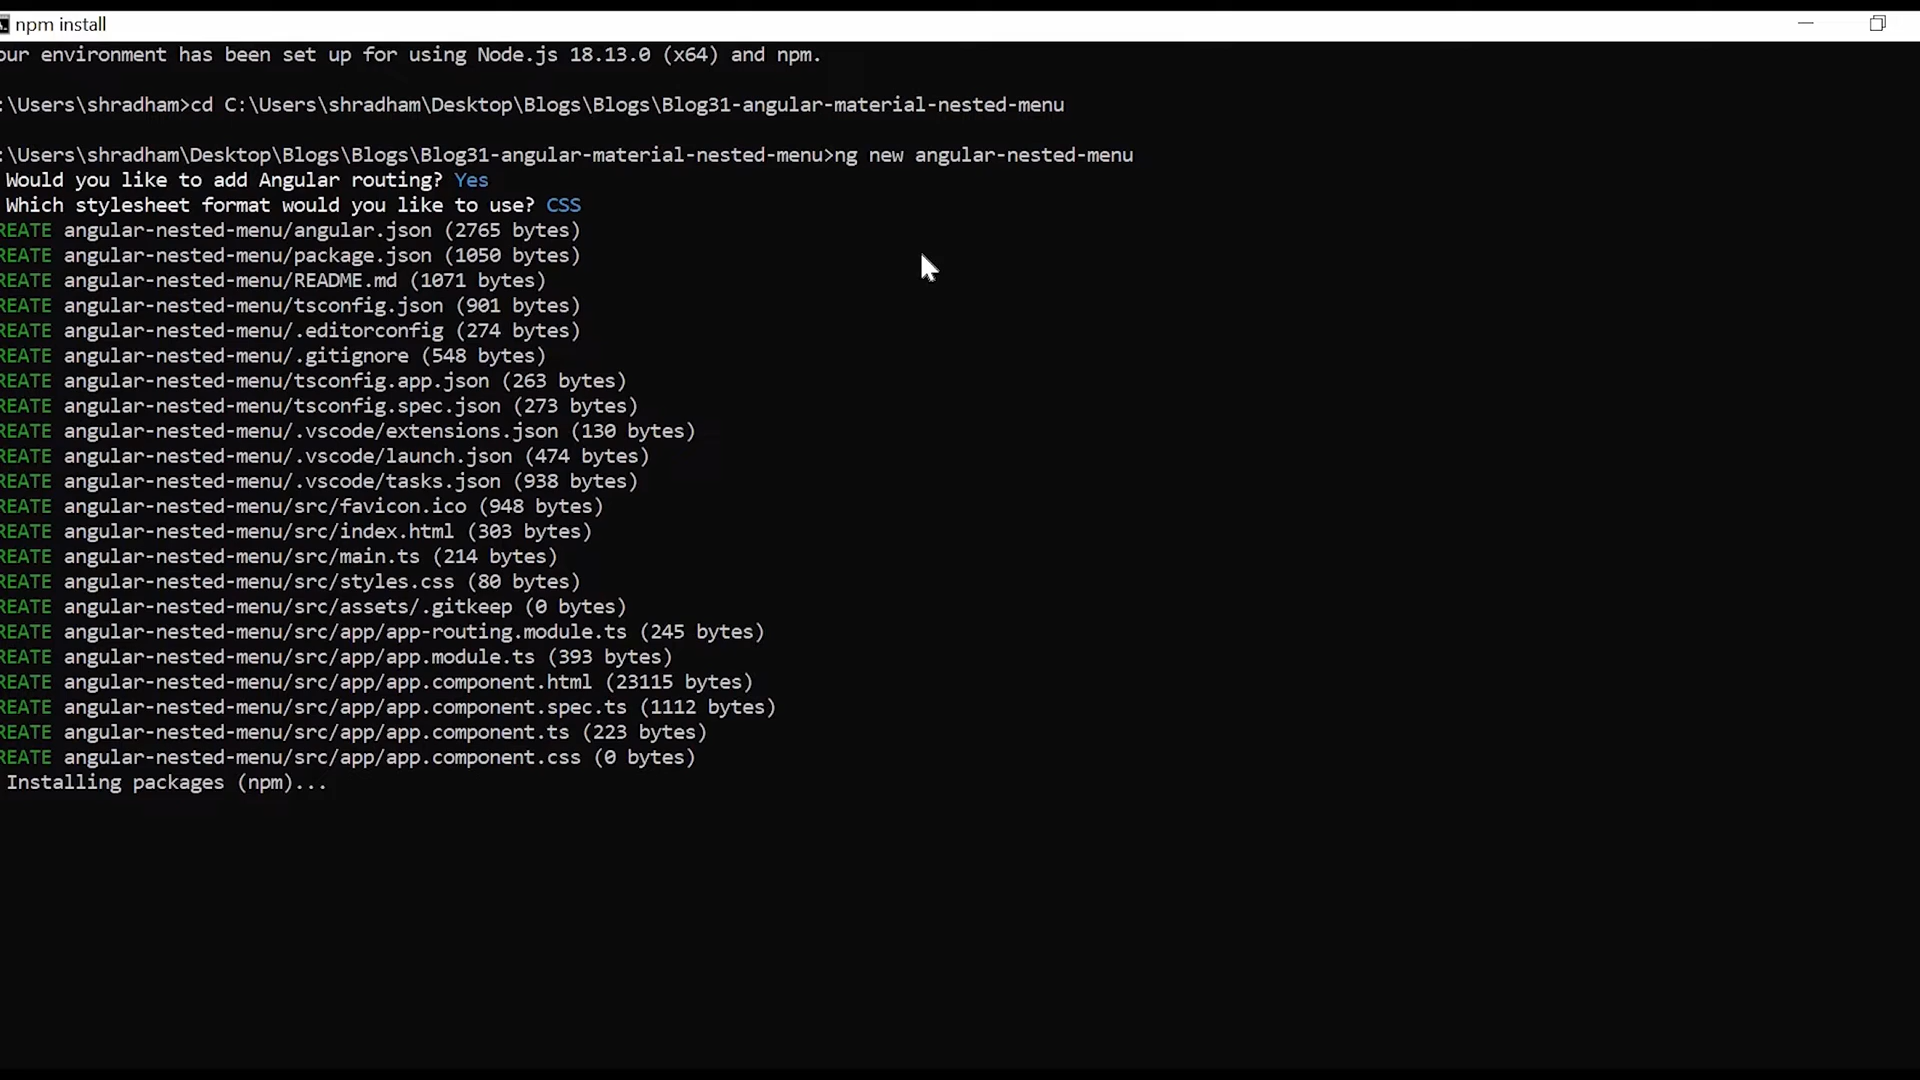 npm install
our environment has been set up for using Node.js 18.13.0 (x64) and npm.
:\Users\shradham>cd C:\Users\shradham\Desktop\Blogs\Blogs\Blog31-angular-material-nested-menu
:\Users\shradham\Desktop\Blogs\Blogs\Blog31-angular-material-nested-menu>ng new angular-nested-menu
Would you like to add Angular routing? Yes
Which stylesheet format would you like to use? CSS
REATE angular-nested-menu/angular.json (2765 bytes)
REATE angular-nested-menu/package.json (1050 bytes)
REATE angular-nested-menu/README.md (1071 bytes)
REATE angular-nested-menu/tsconfig.json (901 bytes)
REATE angular-nested-menu/.editorconfig (274 bytes)
REATE angular-nested-menu/.gitignore (548 bytes)
REATE angular-nested-menu/tsconfig.app.json (263 bytes)
REATE angular-nested-menu/tsconfig.spec.json (273 bytes)
REATE angular-nested-menu/.vscode/extensions.json (130 bytes)
REATE angular-nested-menu/.vscode/launch.json (474 bytes)
REATE angular-nested-menu/.vscode/tasks.json (938 bytes)
REATE angular-nested-menu/src/favicon.ico (948 bytes)
REATE angular-nested-menu/src/index.html (303 bytes)
REATE angular-nested-menu/src/main.ts (214 bytes)
REATE angular-nested-menu/src/styles.css (80 bytes)
REATE angular-nested-menu/src/assets/.gitkeep (0 bytes)
REATE angular-nested-menu/src/app/app-routing.module.ts (245 bytes)
REATE angular-nested-menu/src/app/app.module.ts (393 bytes)
REATE angular-nested-menu/src/app/app.component.html (23115 bytes)
REATE angular-nested-menu/src/app/app.component.spec.ts (1112 bytes)
REATE angular-nested-menu/src/app/app.component.ts (223 bytes)
REATE angular-nested-menu/src/app/app.component.css (0 bytes)
Installing packages (npm)...